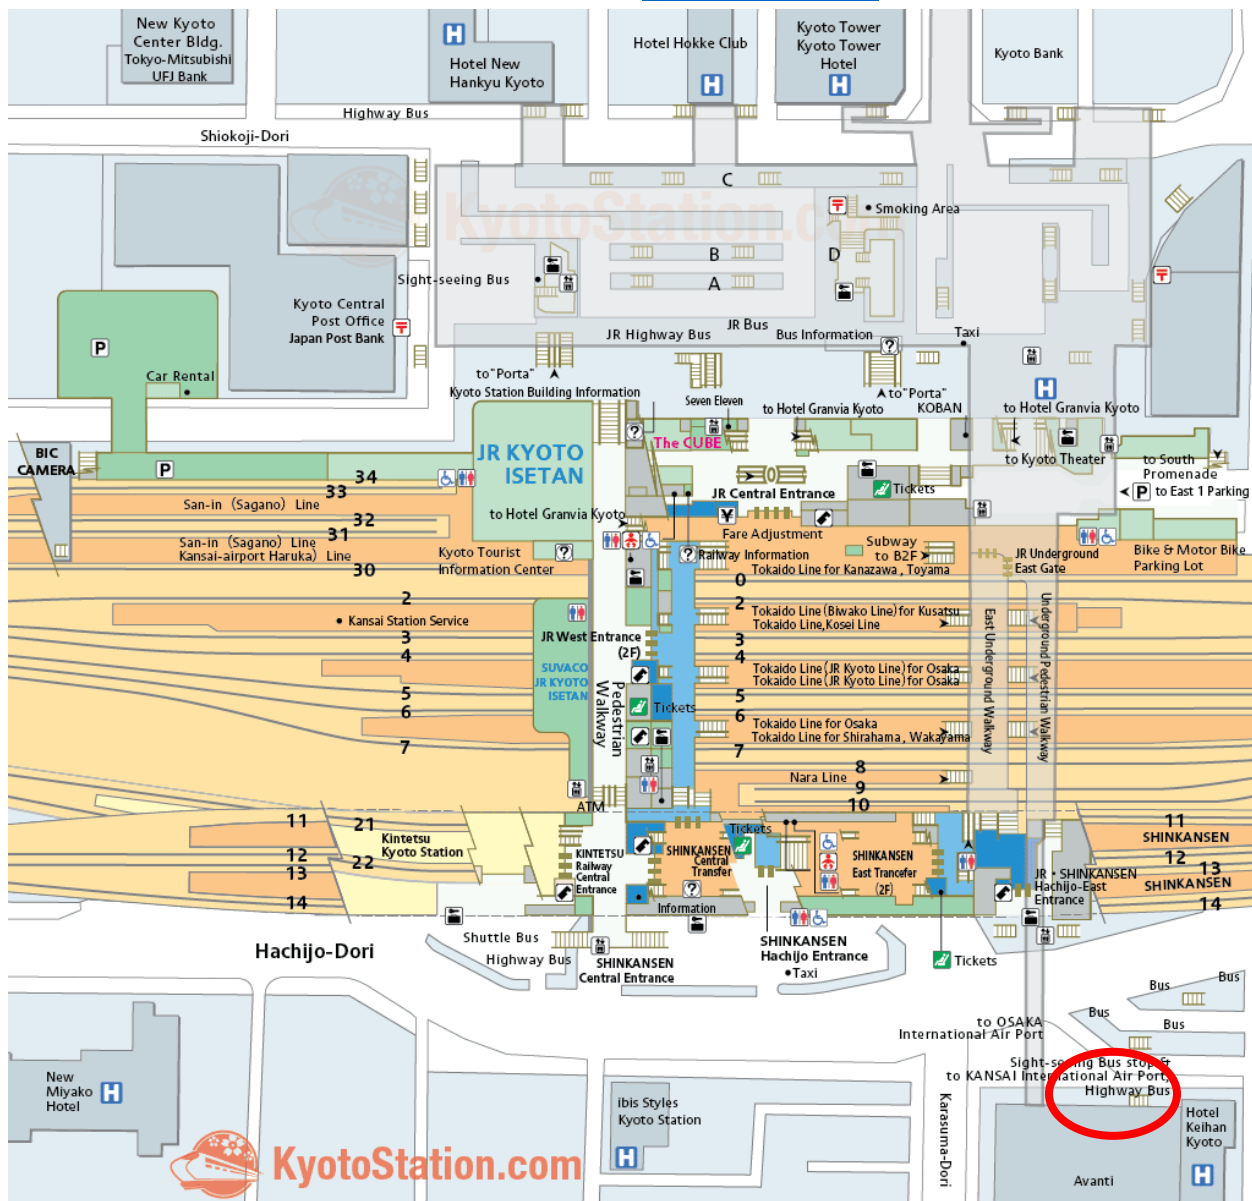 New Kyoto
Center Bldg.
Tokyo-Mitsubishi
UFJ Bank
H
Hotel New
Hankyu Kyoto
Hotel Hokke Club
H
Kyoto Tower
Kyoto Tower
Hotel
H
Kyoto Bank
Highway Bus
Shiokoji-Dori
C
KyotoStation.com
Smoking Area
B
D
A
Sight-seeing Bus
Kyoto Central
Post Office
Japan Post Bank
JR Highway Bus
JR Bus
Bus Information
Taxi
P
Car Rental
to"Porta"
Kyoto Station Building Information
Seven Eleven
to"Porta"
KOBAN
H
to Hotel Granvia Kyoto
to Hotel Granvia Kyoto
BIC
CAMERA
P
JR KYOTO
ISETAN
The CUBE
to Kyoto Theater
to South
Promenade
P to East 1 Parking
34
33
San-in (Sagano) Line
32
31
San-in (Sagano) Line
Kansai-airport Haruka) Line
30
JR Central Entrance
Tickets
to Hotel Granvia Kyoto
Fare Adjustment
Kyoto Tourist
Information Center
Railway Information
Subway
to B2F
JR Underground
East Gate
Bike & Motor Bike
Parking Lot
0
Tokaido Line for Kanazawa, Toyama
2
Kansai Station Service
3
4
5
6
7
JR West Entrance
(2F)
SUVACO
JR KYOTO
ISETAN
Pedestrian
Walkway
Tickets
2
Tokaido Line(Biwako Line)for Kusatsu
Tokaido Line,Kosei Line
3
4
Tokaido Line(JR Kyoto Line)for Osaka
Tokaido Line(JR Kyoto Line)for Osaka
5
6
Tokaido Line for Osaka
Tokaido Line for Shirahama, Wakayama
7
8
Nara Line
9
10
East Underground Walkway
Underground Pedestrian Walkway
ATM
11
21
12
22
13
14
Kintetsu
Kyoto Station
KINTETSU
Railway
Central
Entrance
Tickets
SHINKANSEN
Central
Transfer
SHINKANSEN
East Trancefer
(2F)
Information
11
SHINKANSEN
12
13
SHINKANSEN
14
JR・SHINKANSEN
Hachijo-East
Entrance
Shuttle Bus
Highway Bus
Hachijo-Dori
SHINKANSEN
Central Entrance
SHINKANSEN
Hachijo Entrance
Taxi
Tickets
Bus
Bus
Bus
Bus
to OSAKA
International Air Port
Sight-seeing Bus stop &
to KANSAI International Air Port,
Highway Bus
New
Miyako
Hotel
H
ibis Styles
Kyoto Station
H
Karasuma-Dori
Hotel
Keihan
Kyoto
H
Avanti
KyotoStation.com